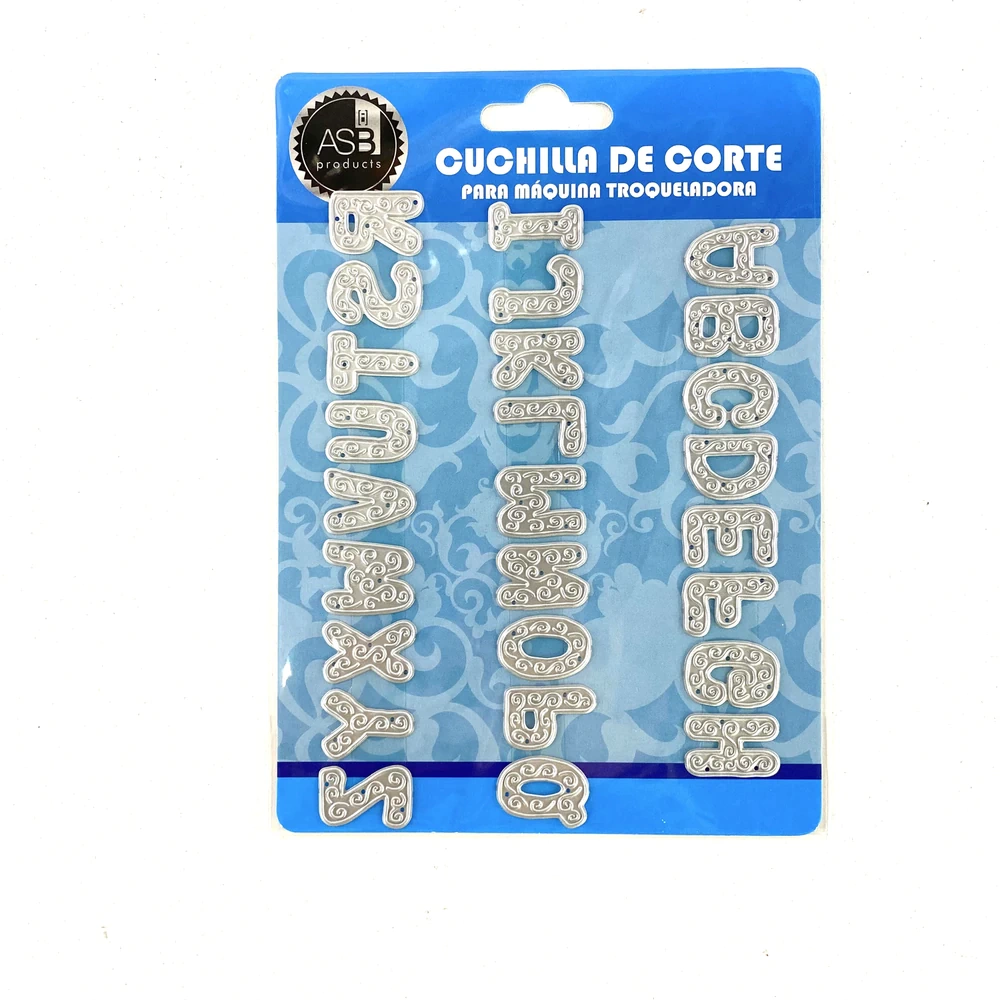 ASB
products
CUCHILLA DE CORTE
PARA MÁQUINA TROQUELADORA
A B C D E F G H
I J K L M N O P Q
R S T U V W X Y Z